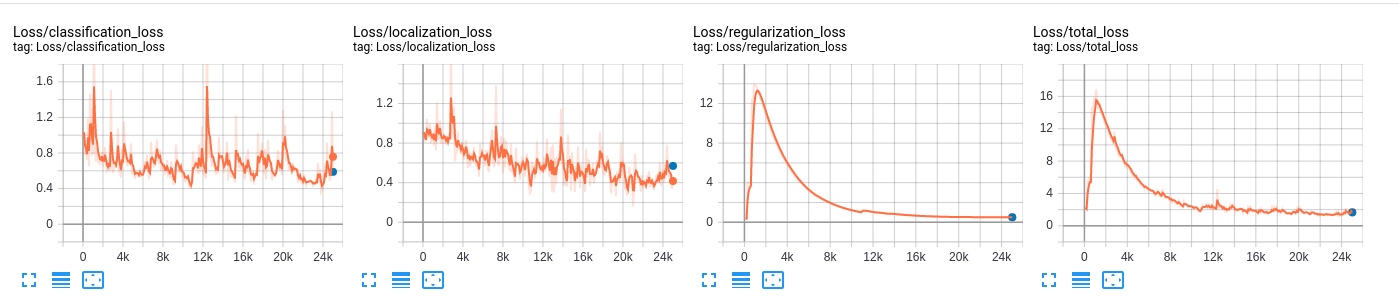 Loss/classification_loss
tag: Loss/classification_loss
1.6
1.2
0.8
0.4
0
0 4k 8k 12k 16k 20k 24k
Loss/localization_loss
tag: Loss/localization_loss
1.2
0.8
0.4
0
0 4k 8k 12k 16k 20k 24k
Loss/regularization_loss
tag: Loss/regularization_loss
12
8
4
0
0 4k 8k 12k 16k 20k 24k
Loss/total_loss
tag: Loss/total_loss
16
12
8
4
0
0 4k 8k 12k 16k 20k 24k